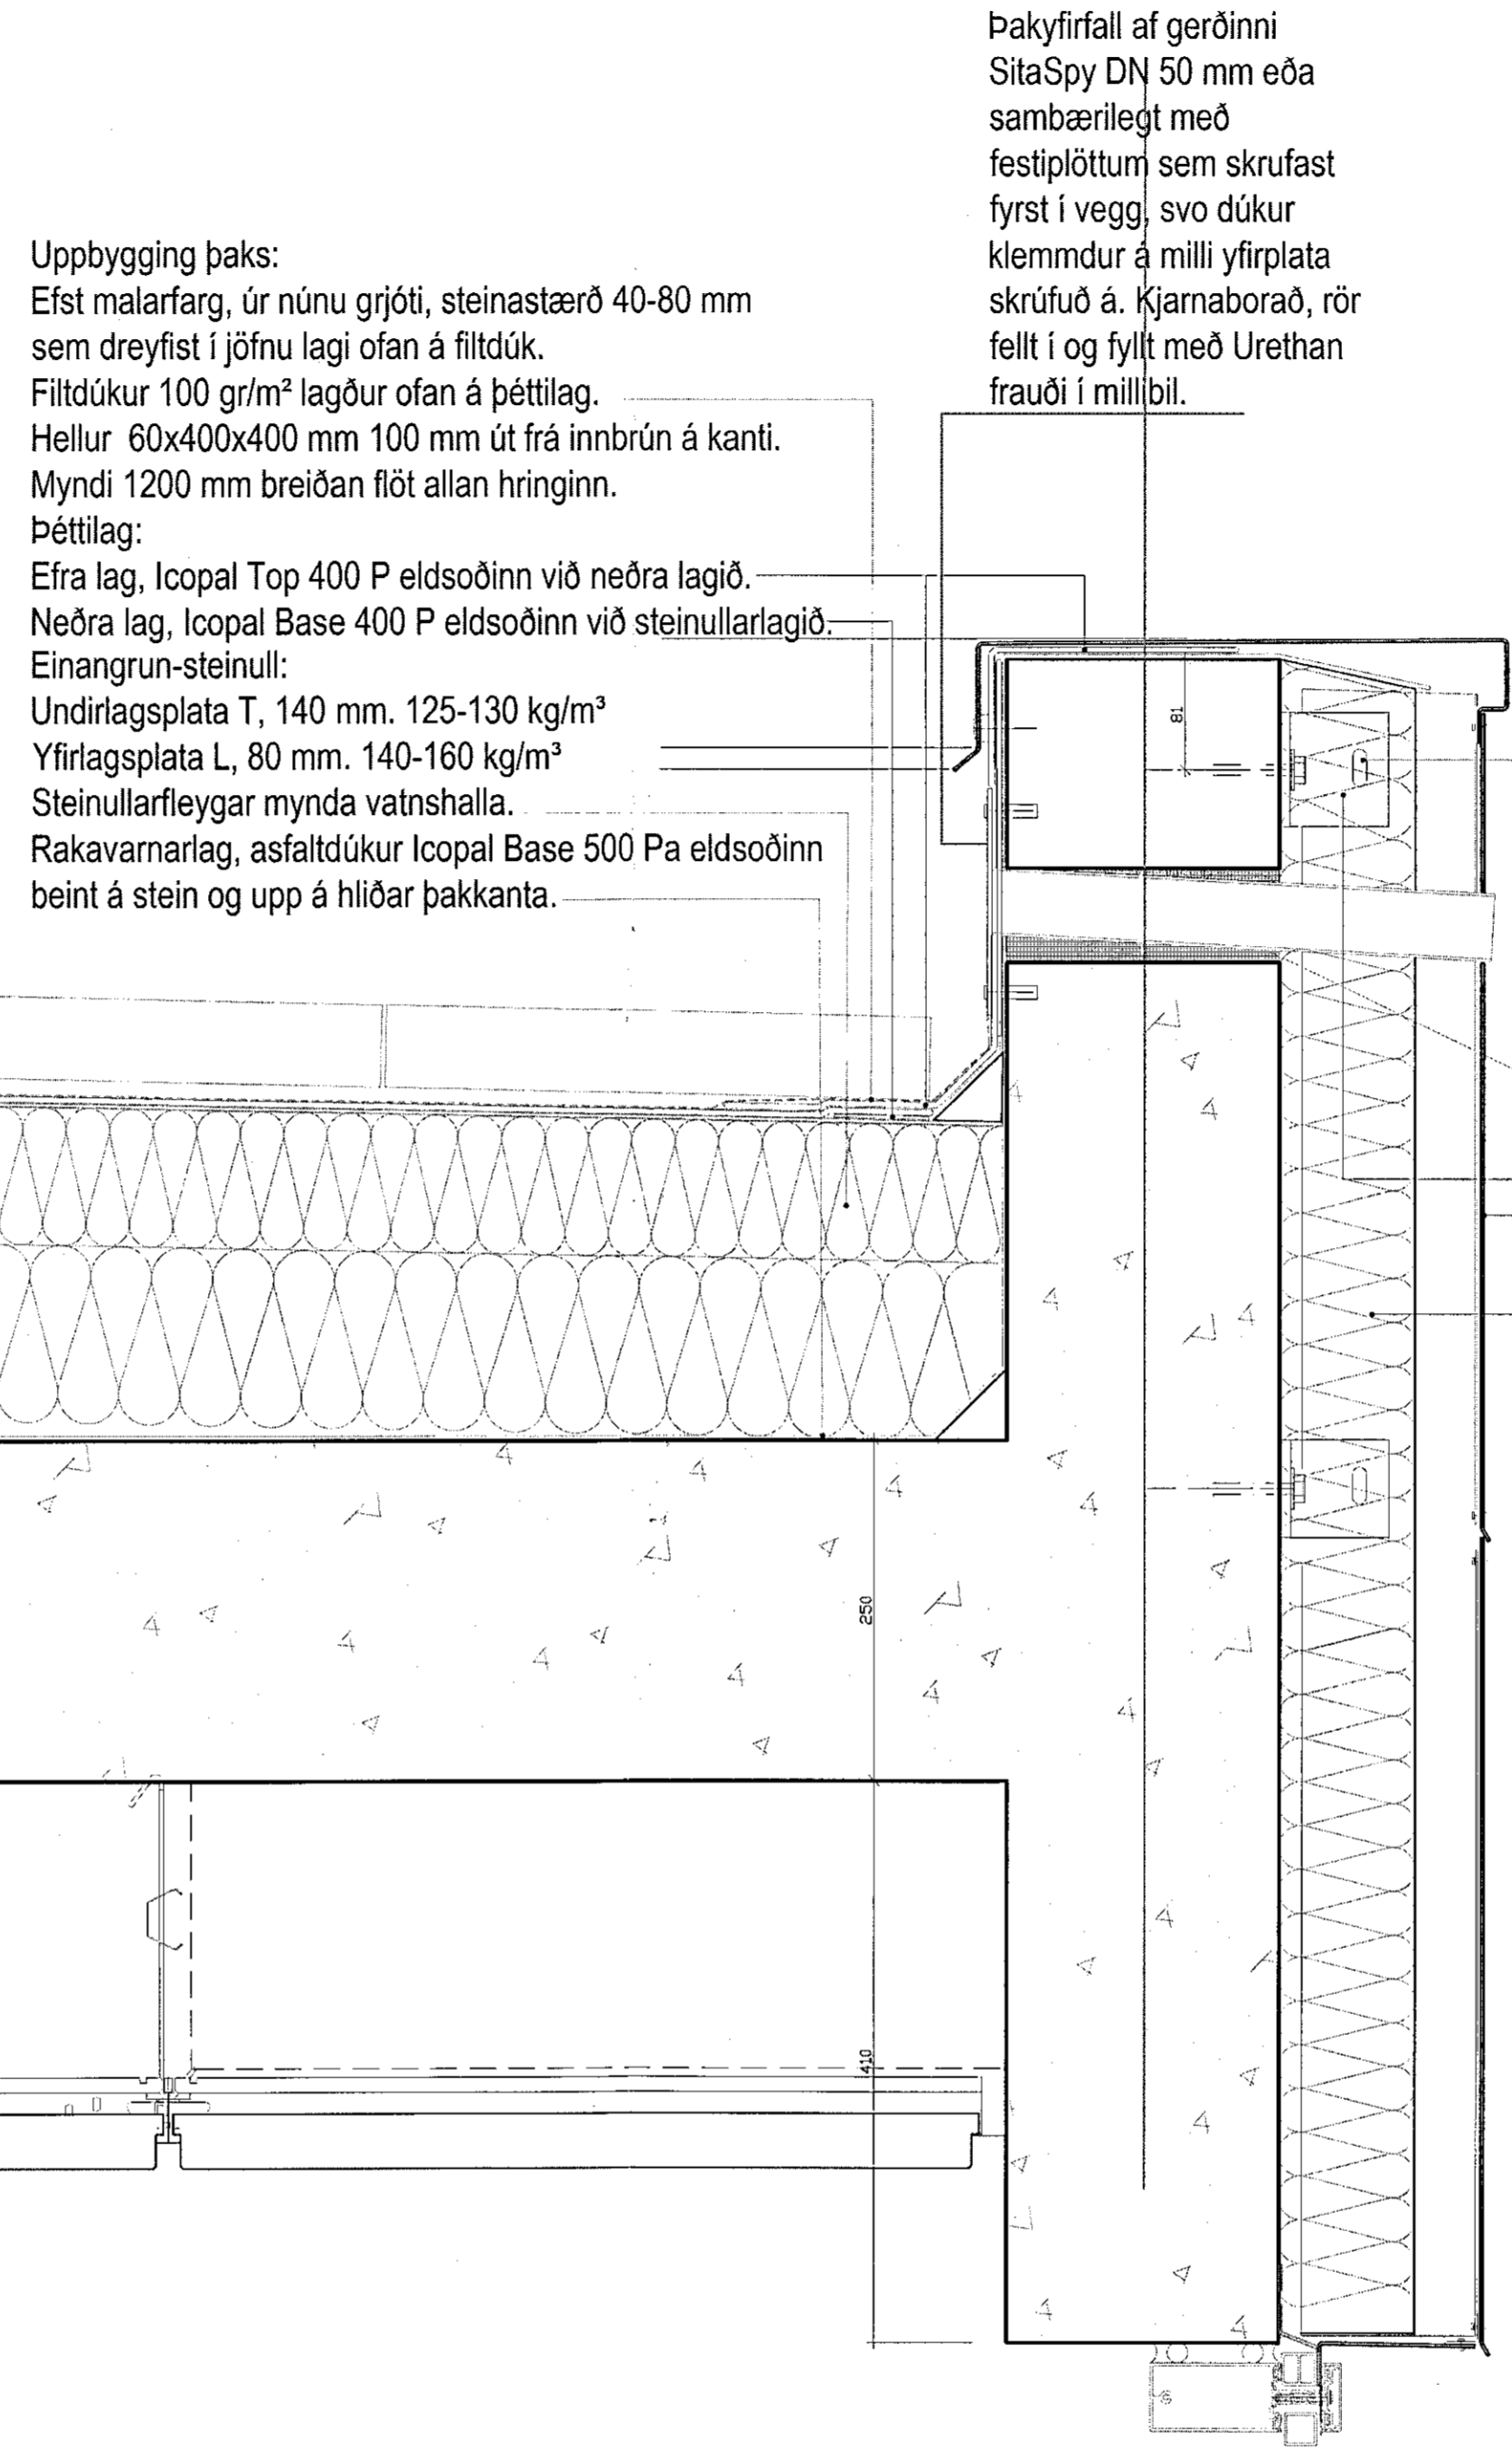 Þakyfirfall af gerðinni
SitaSpy DN 50 mm eða
sambærilegt með
festiplöttum sem skrufast
fyrst í vegg, svo dúkur
klemmdur á milli yfirplata
skrúfuð á. Kjarnaborað, rör
fellt í og fyllt með Urethan
frauði í millibil.
Uppbygging þaks:
Efst malarfarg, úr núnu grjóti, steinastærð 40-80 mm
sem dreyfist í jöfnu lagi ofan á filtdúk.
Filtdúkur 100 gr/m² lagður ofan á þéttilag.
Hellur 60x400x400 mm 100 mm út frá innbrún á kanti.
Myndi 1200 mm breiðan flöt allan hringinn.
Þéttilag:
Efra lag, Icopal Top 400 P eldsoðinn við neðra lagið.
Neðra lag, Icopal Base 400 P eldsoðinn við steinullarlagið.
Einangrun-steinull:
Undirlagsplata T, 140 mm. 125-130 kg/m³
Yfirlagsplata L, 80 mm. 140-160 kg/m³
Steinullarfleygar mynda vatnshalla.
Rakavarnarlag, asfaltdúkur Icopal Base 500 Pa eldsoðinn
beint á stein og upp á hliðar þakkanta.
81
250
410